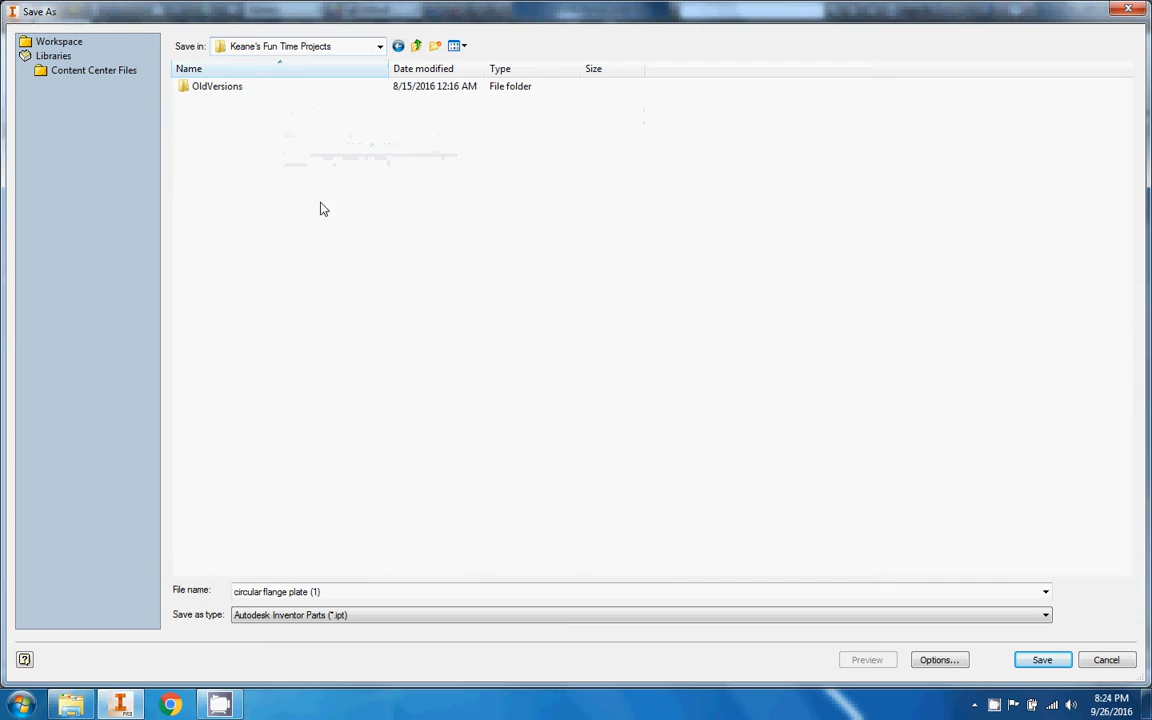 Save As
Workspace
Libraries
Content Center Files
Save in: Keane's Fun Time Projects
Name Date modified Type Size
OldVersions 8/15/2016 12:16 AM File folder
File name: circular flange plate (1)
Save as type: Autodesk Inventor Parts (*.ipt)
Preview Options... Save Cancel
PRO
8:24 PM
9/26/2016